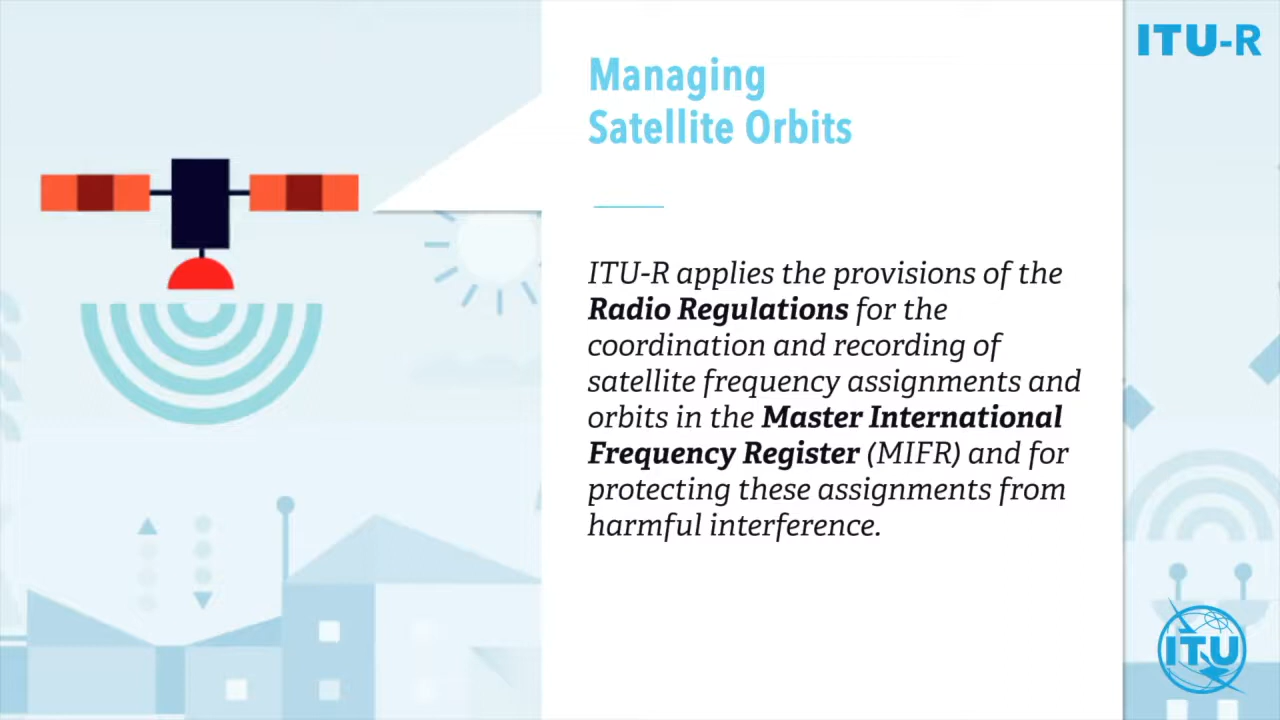 ITU-R
Managing
Satellite Orbits
ITU-R applies the provisions of the
Radio Regulations for the
coordination and recording of
satellite frequency assignments and
orbits in the Master International
Frequency Register (MIFR) and for
protecting these assignments from
harmful interference.
ITU